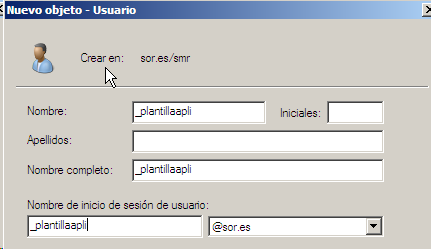 Nuevo objeto - Usuario
Crear en: sor.es/smr
Nombre: _plantillaapli Iniciales:
Apellidos:
Nombre completo: _plantillaapli
Nombre de inicio de sesión de usuario:
_plantillaapli @sor.es